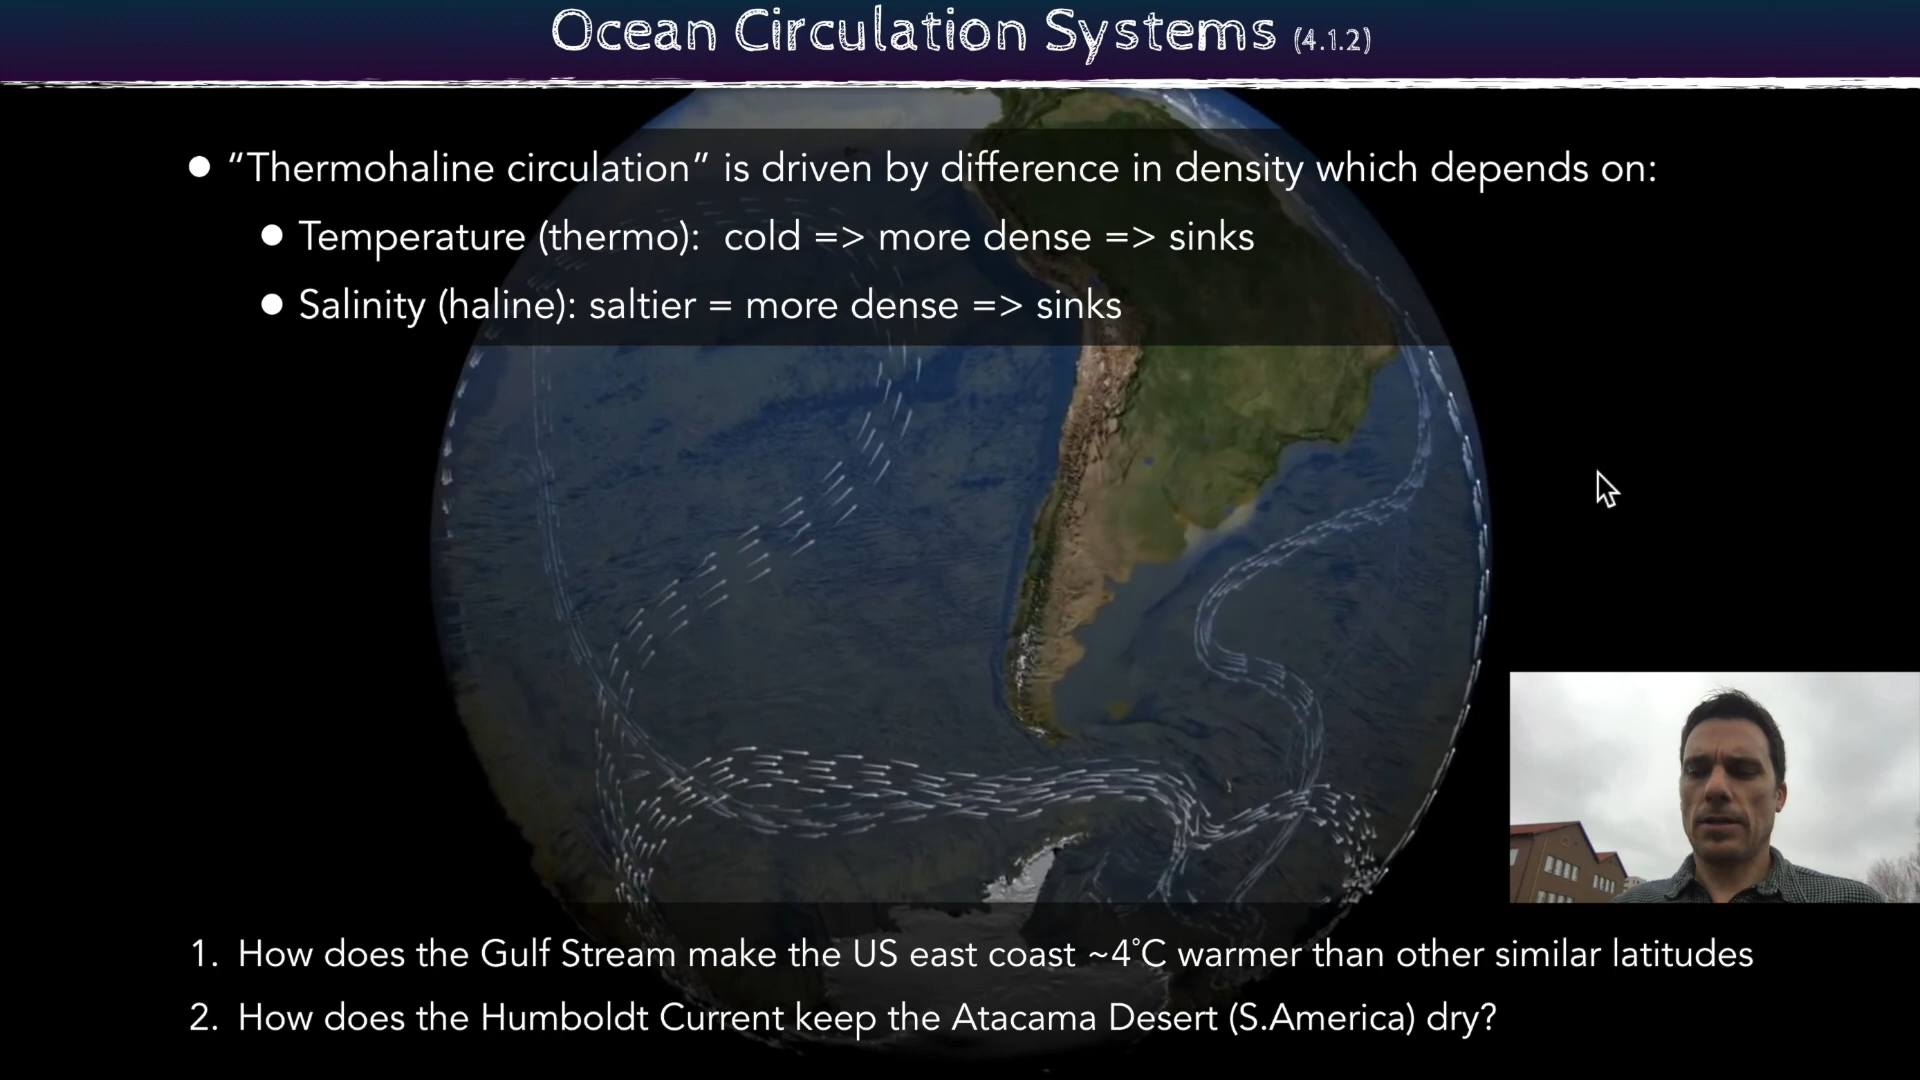 Ocean Circulation Systems (4.1.2)
● “Thermohaline circulation” is driven by difference in density which depends on:
● Temperature (thermo): cold => more dense => sinks
● Salinity (haline): saltier = more dense => sinks
1. How does the Gulf Stream make the US east coast ~4˚C warmer than other similar latitudes
2. How does the Humboldt Current keep the Atacama Desert (S.America) dry?